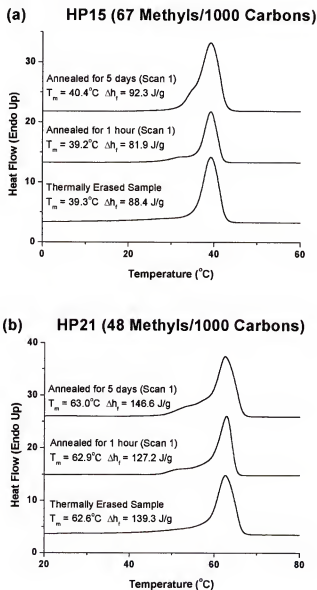 (a) HP15 (67 Methyls/1000 Carbons)
Heat Flow (Endo Up)
30
20
10
0
Annealed for 5 days (Scan 1)
Tm = 40.4°C Δhf = 92.3 J/g
Annealed for 1 hour (Scan 1)
Tm = 39.2°C Δhf = 81.9 J/g
Thermally Erased Sample
Tm = 39.3°C Δhf = 88.4 J/g
0 20 40 60
Temperature (°C)
(b) HP21 (48 Methyls/1000 Carbons)
Heat Flow (Endo Up)
40
30
20
10
0
Annealed for 5 days (Scan 1)
Tm = 63.0°C Δhf = 146.6 J/g
Annealed for 1 hour (Scan 1)
Tm = 62.9°C Δhf = 127.2 J/g
Thermally Erased Sample
Tm = 62.6°C Δhf = 139.3 J/g
20 40 60 80
Temperature (°C)